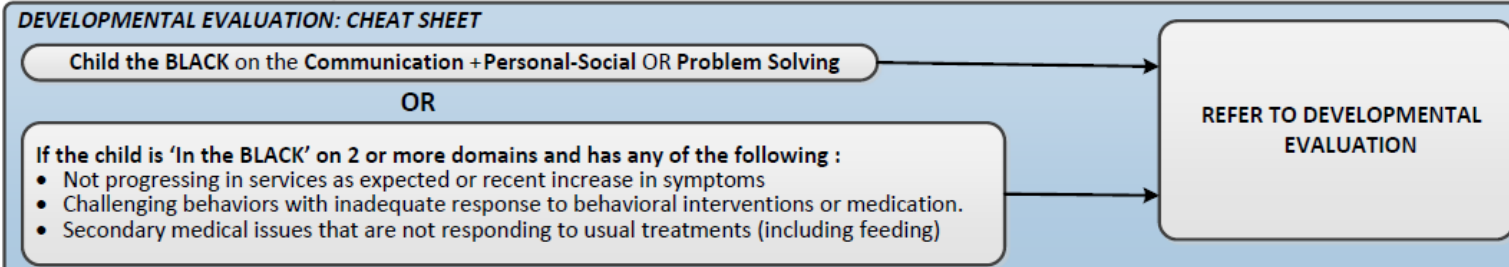 DEVELOPMENTAL EVALUATION: CHEAT SHEET
Child the BLACK on the Communication +Personal-Social OR Problem Solving
OR
If the child is 'In the BLACK' on 2 or more domains and has any of the following :
• Not progressing in services as expected or recent increase in symptoms
• Challenging behaviors with inadequate response to behavioral interventions or medication.
• Secondary medical issues that are not responding to usual treatments (including feeding)
REFER TO DEVELOPMENTAL
EVALUATION